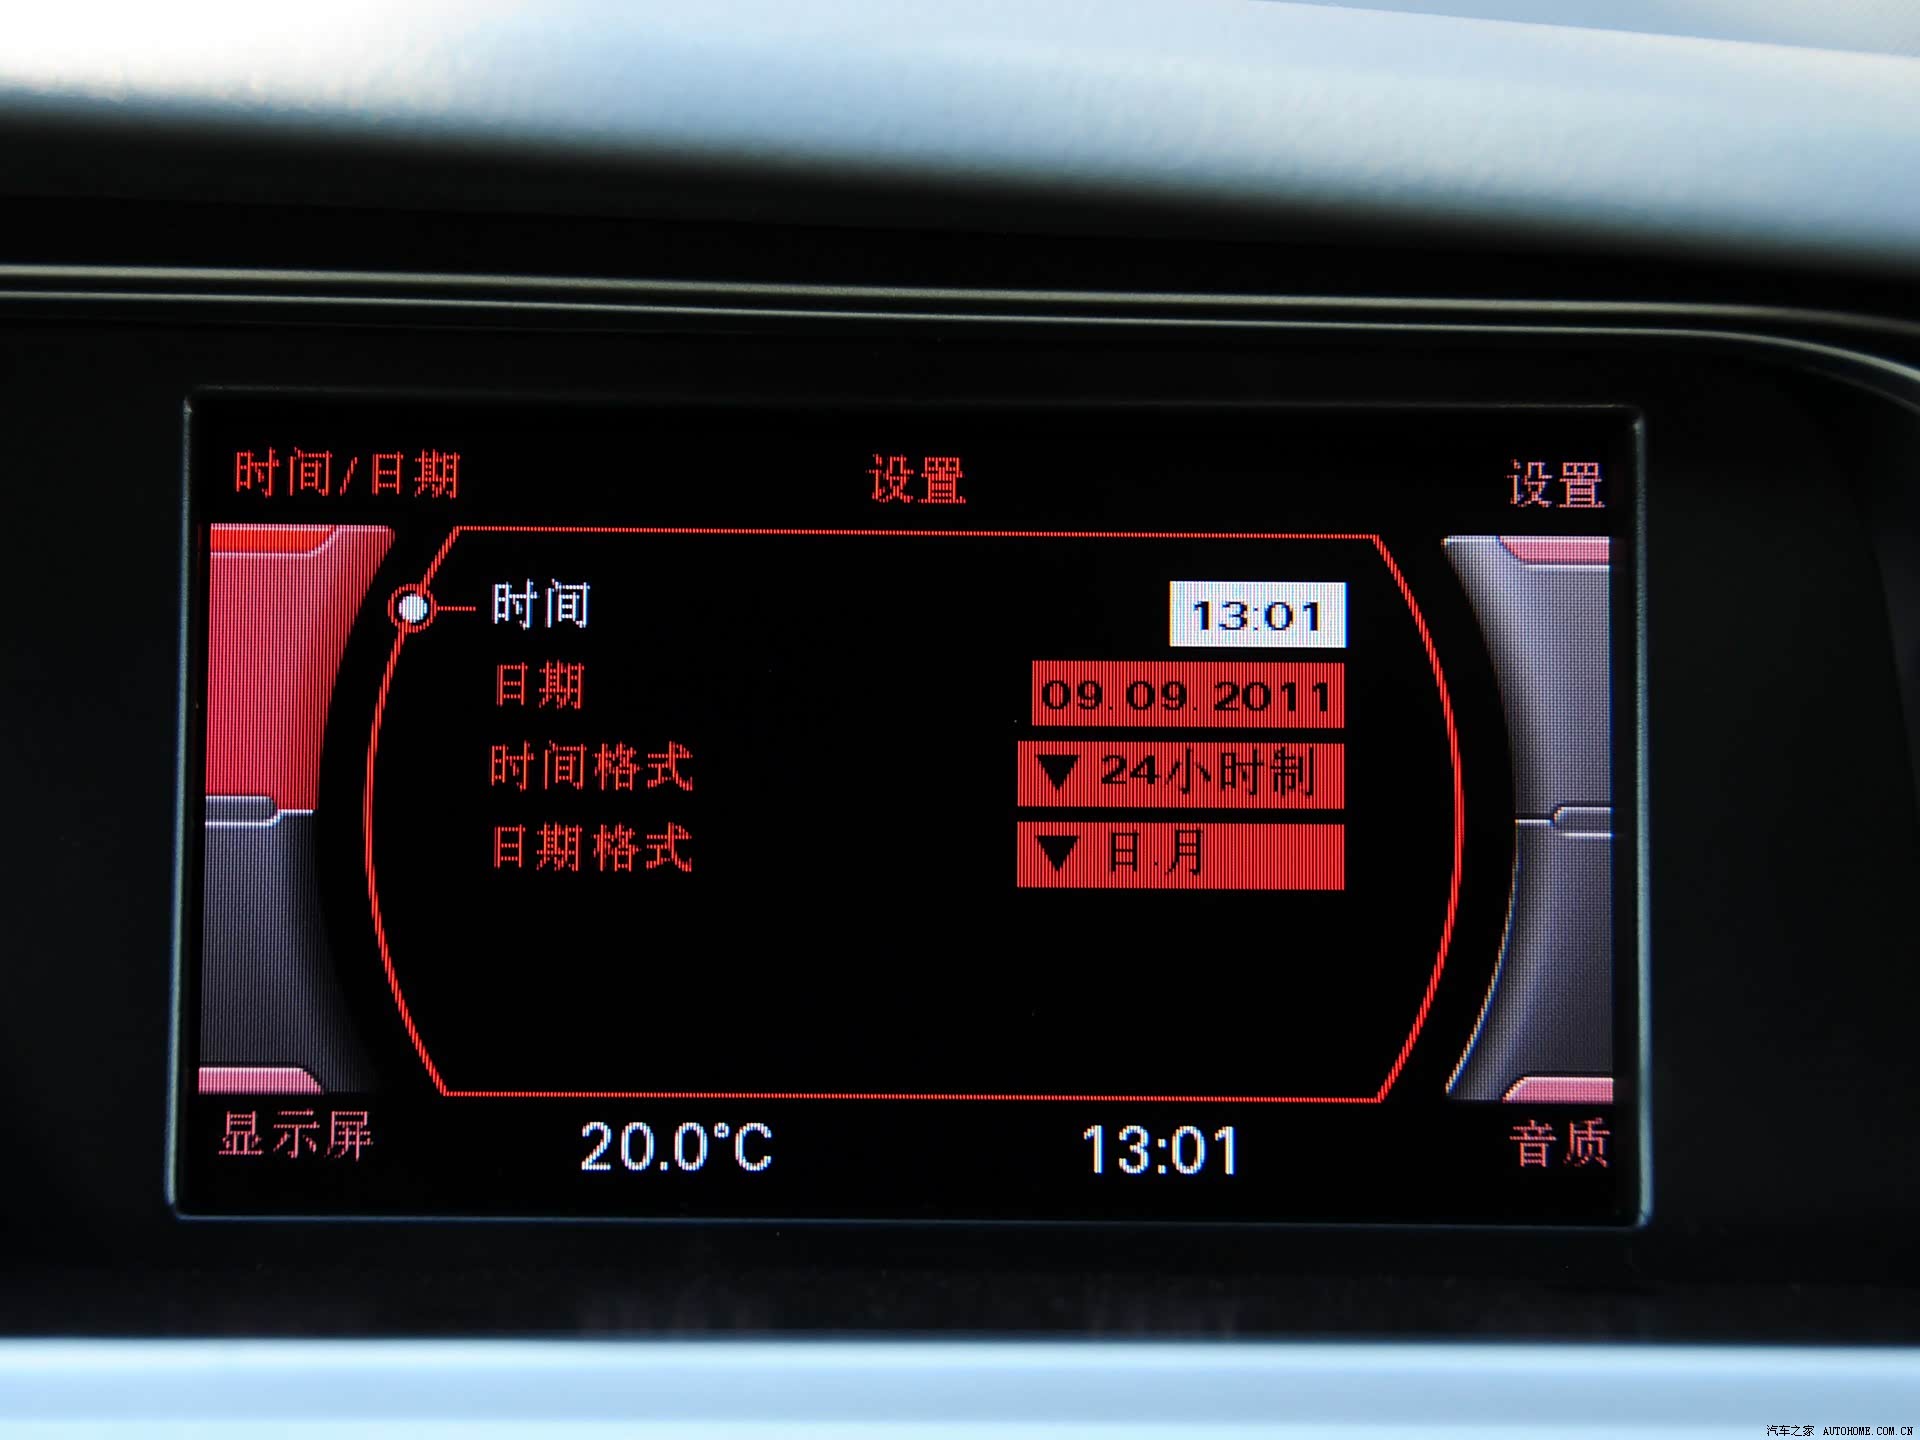 时间/日期 设置 设置
时间 13:01
日期 09.09.2011
时间格式 ▼ 24小时制
日期格式 ▼ 日.月
显示屏 20.0°C 13:01 音质
汽车之家 AUTOHOME.COM.CN